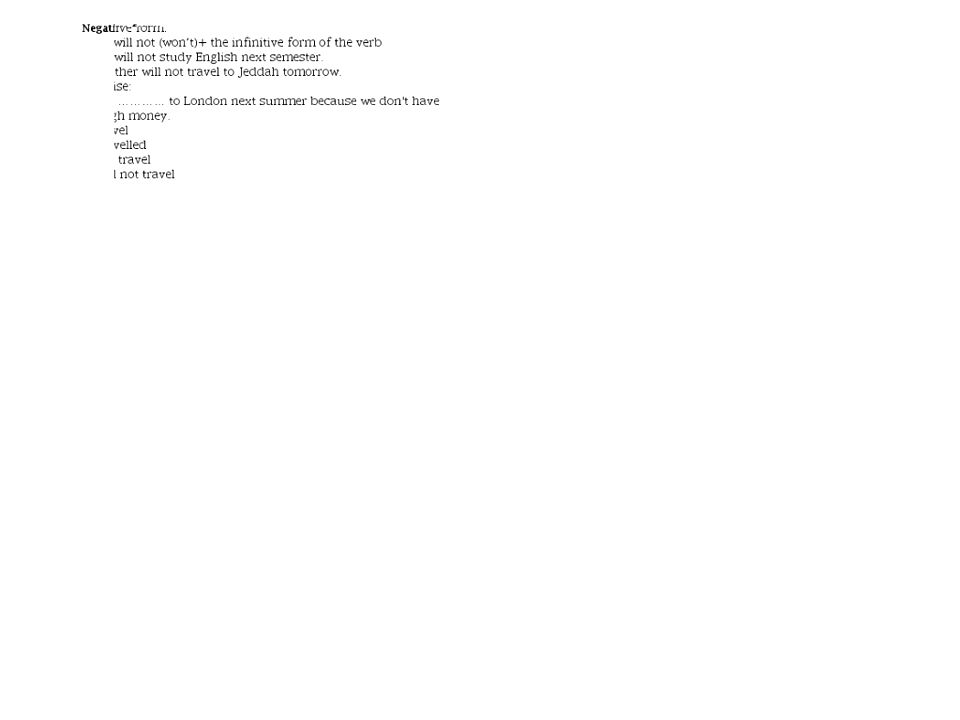 Negative form:
will not (won't)+ the infinitive form of the verb
will not study English next semester.
ther will not travel to Jeddah tomorrow.
ise:
………… to London next summer because we don't have
gh money.
vel
velled
travel
l not travel